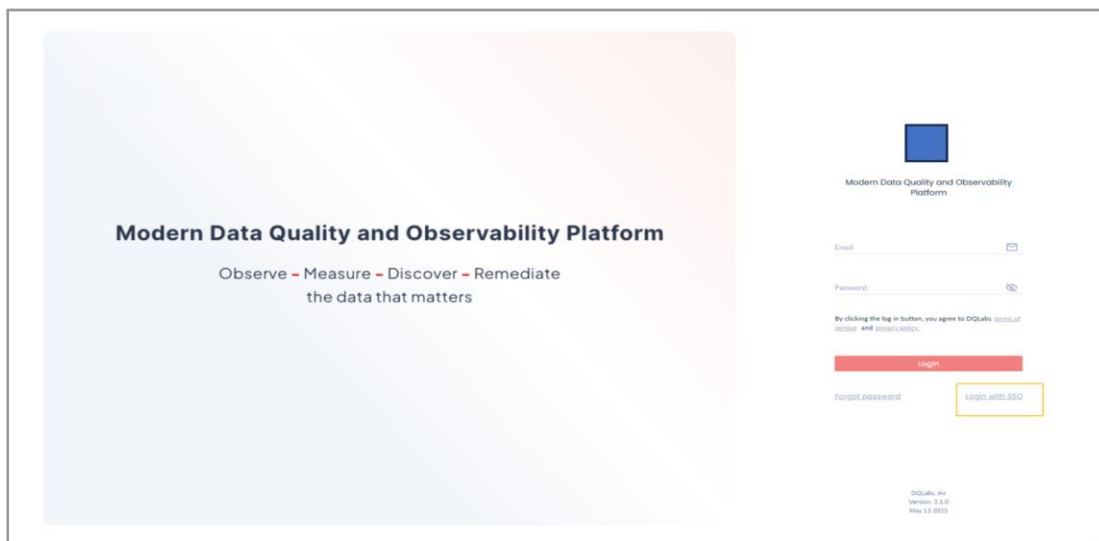 Modern Data Quality and Observability Platform
Observe - Measure - Discover - Remediate
the data that matters
Modern Data Quality and Observability
Platform
Email
Password
By clicking the log in button, you agree to DQLabs terms of
service and privacy policy.
Login
Forgot password
Login with SSO
DQLabs, Inc
Version: 3.1.0
May 12 2023